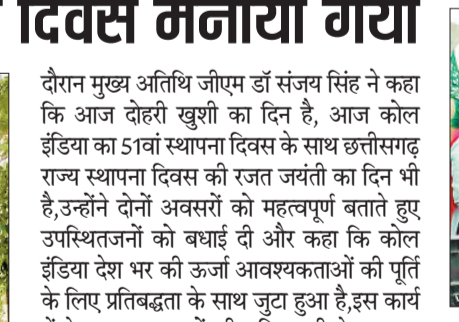 दिवस मनाया गया
दौरान मुख्य अतिथि जीएम डॉ संजय सिंह ने कहा
कि आज दोहरी खुशी का दिन है, आज कोल
इंडिया का 51वां स्थापना दिवस के साथ छत्तीसगढ़
राज्य स्थापना दिवस की रजत जयंती का दिन भी
है,उन्होंने दोनों अवसरों को महत्वपूर्ण बताते हुए
उपस्थितजनों को बधाई दी और कहा कि कोल
इंडिया देश भर की ऊर्जा आवश्यकताओं की पूर्ति
के लिए प्रतिबद्धता के साथ जुटा हुआ है,इस कार्य